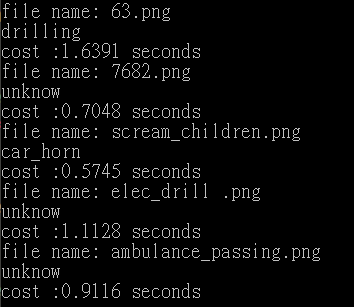 file name: 63.png
drilling
cost :1.6391 seconds
file name: 7682.png
unknow
cost :0.7048 seconds
file name: scream_children.png
car_horn
cost :0.5745 seconds
file name: elec_drill .png
unknow
cost :1.1128 seconds
file name: ambulance_passing.png
unknow
cost :0.9116 seconds